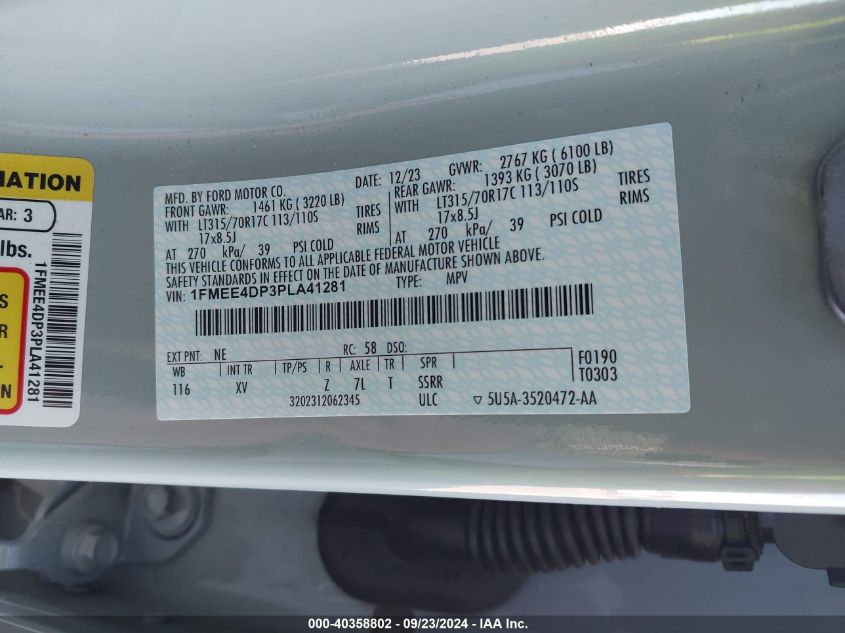 MATION
AR: 3
lbs.
S
R
L.
N
1FMEE4DP3PLA41281
MFD. BY FORD MOTOR CO.
DATE: 12/23 GVWR: 2767 KG ( 6100 LB)
FRONT GAWR: 1461 KG ( 3220 LB)
REAR GAWR: 1393 KG ( 3070 LB)
WITH LT315/70R17C 113/110S TIRES
WITH LT315/70R17C 113/110S TIRES
17x8.5J RIMS
17x8.5J RIMS
AT 270 kPa/ 39 PSI COLD
AT 270 kPa/ 39 PSI COLD
THIS VEHICLE CONFORMS TO ALL APPLICABLE FEDERAL MOTOR VEHICLE
SAFETY STANDARDS IN EFFECT ON THE DATE OF MANUFACTURE SHOWN ABOVE.
VIN: 1FMEE4DP3PLA41281 TYPE: MPV
EXT PNT: NE RC: 58 DSO: F0190
WB INT TR TP/PS R AXLE TR SPR T0303
116 XV Z 7L T SSRR
3202312062345 ULC ▽ 5U5A-3520472-AA
000-40358802 - 09/23/2024 - IAAI.com